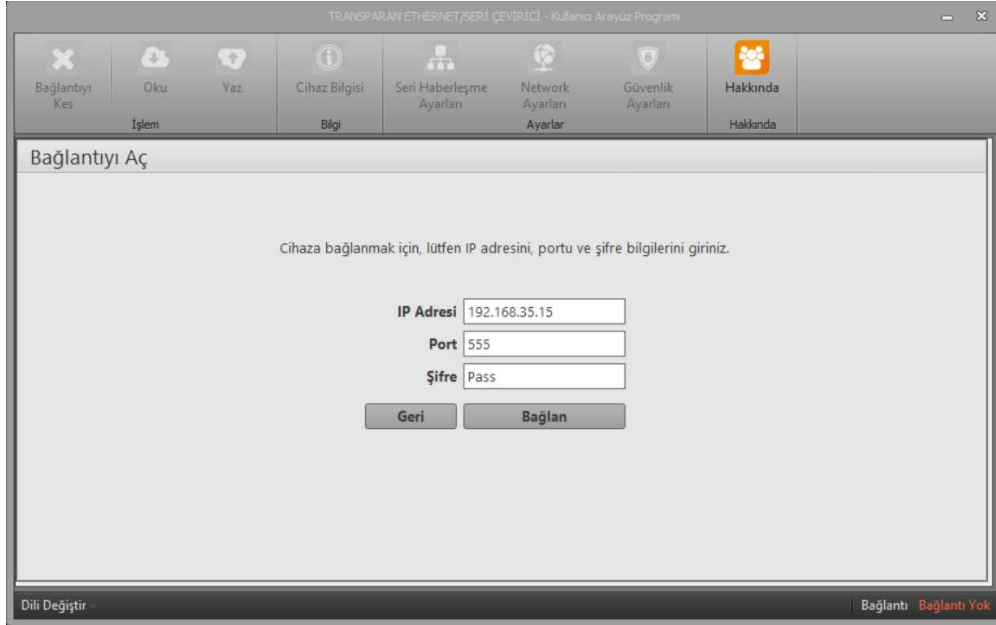 TRANSPARAN ETHERNET/SERİ ÇEVİRİCİ - Kullanıcı Arayüz Programı
Bağlantıyı Kes
Oku
Yaz
Cihaz Bilgisi
Seri Haberleşme Ayarları
Network Ayarları
Güvenlik Ayarları
Hakkında
İşlem
Bilgi
Ayarlar
Hakkında
Bağlantıyı Aç
Cihaza bağlanmak için, lütfen IP adresini, portu ve şifre bilgilerini giriniz.
IP Adresi 192.168.35.15
Port 555
Şifre Pass
Geri Bağlan
Dili Değiştir Bağlantı Bağlantı Yok